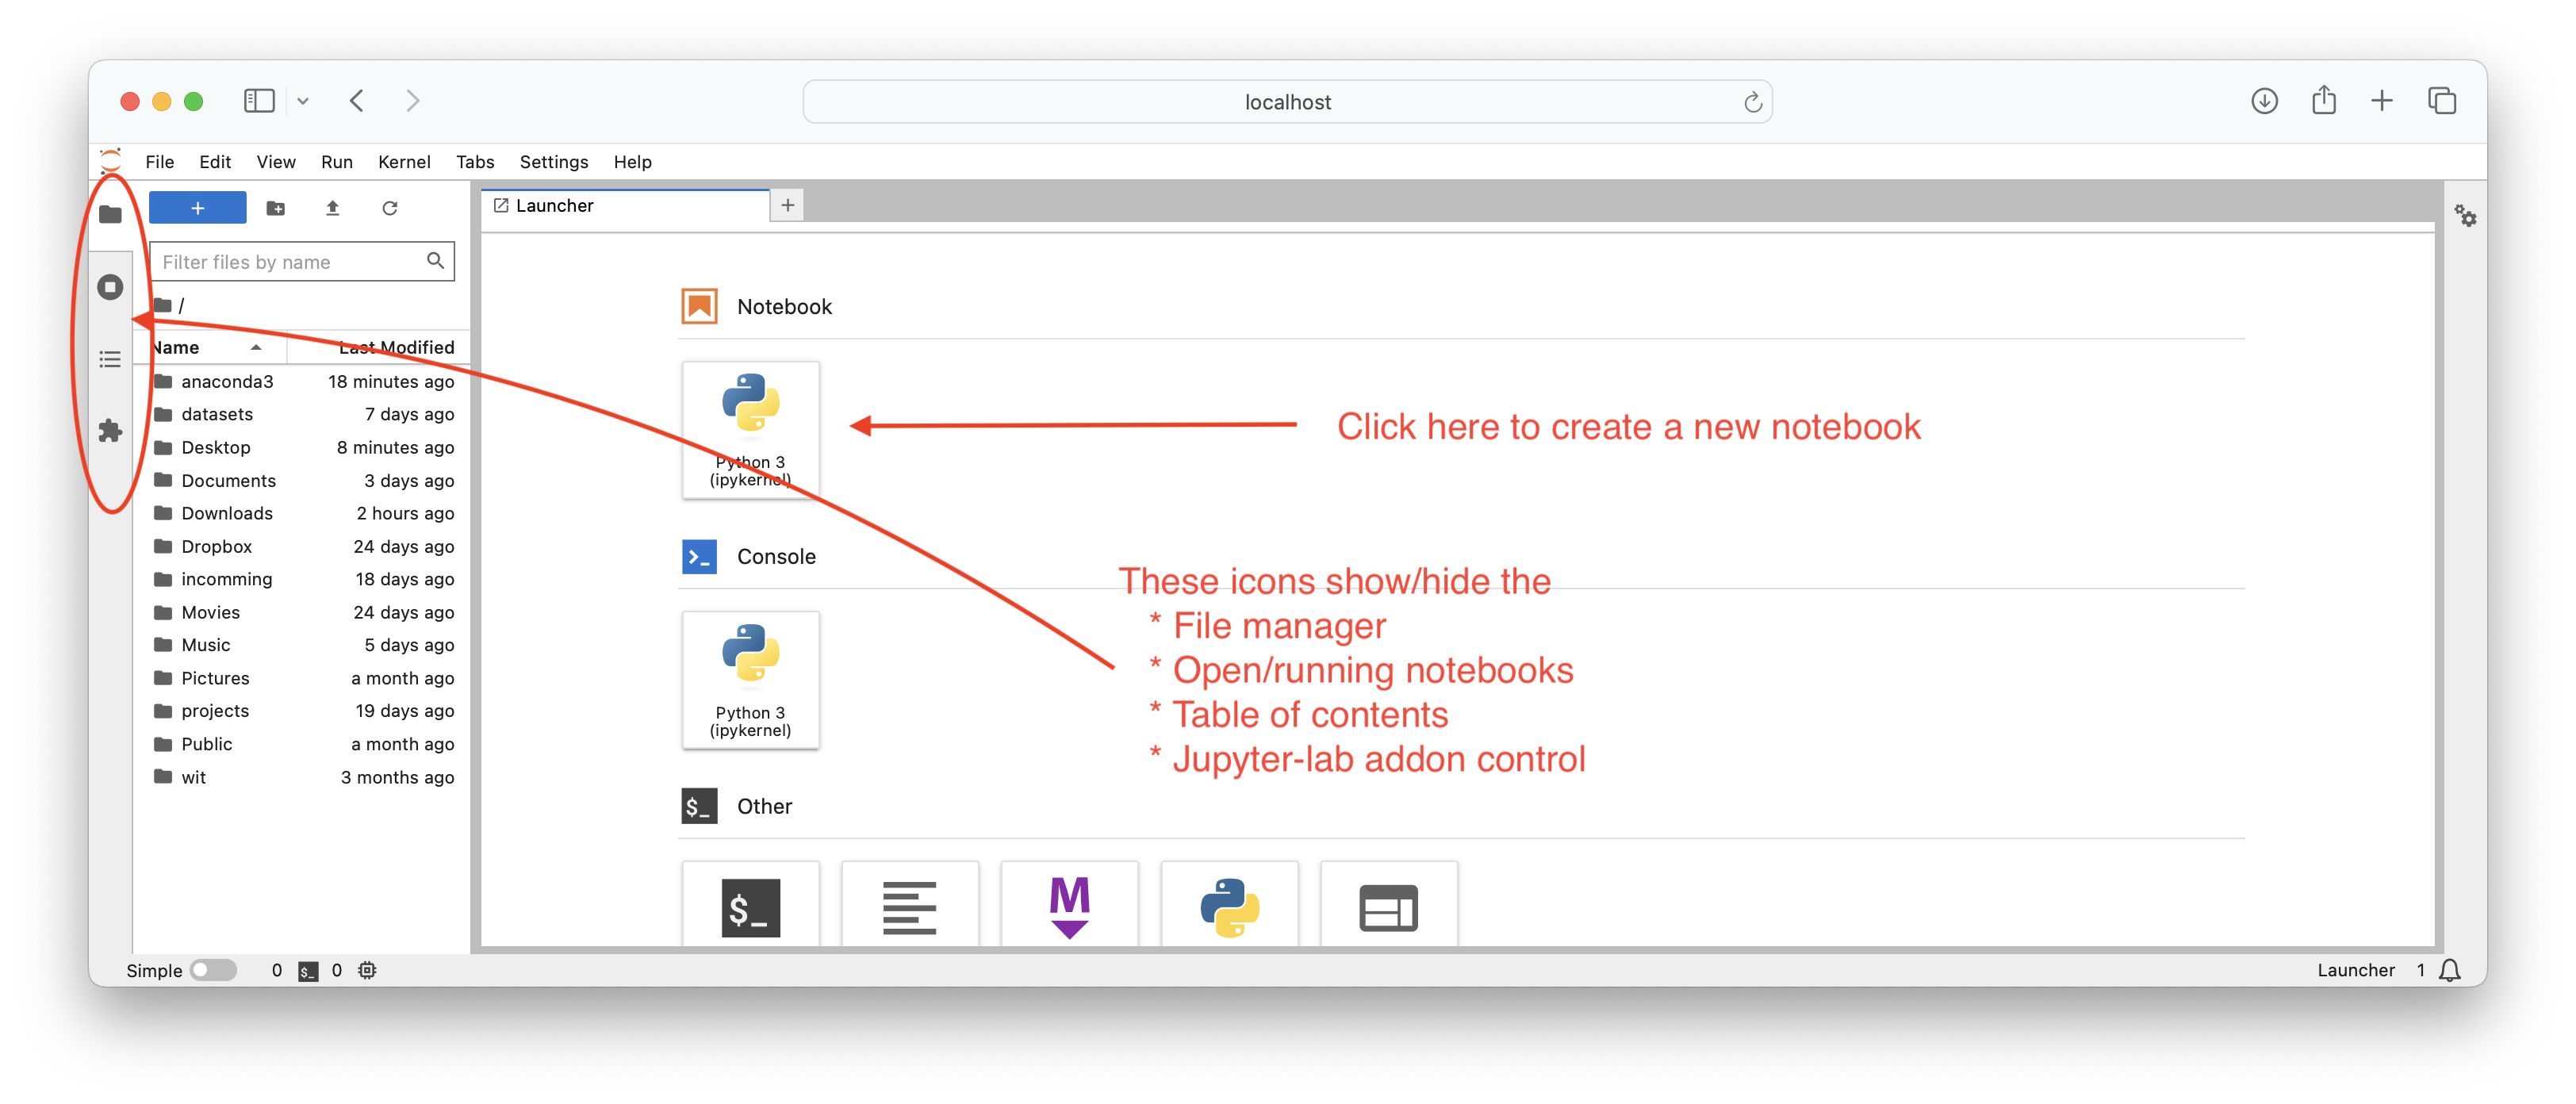 localhost
File Edit View Run Kernel Tabs Settings Help
+
Launcher
+
Filter files by name
/
Name Last Modified
anaconda3 18 minutes ago
datasets 7 days ago
Desktop 8 minutes ago
Documents 3 days ago
Downloads 2 hours ago
Dropbox 24 days ago
incomming 18 days ago
Movies 24 days ago
Music 5 days ago
Pictures a month ago
projects 19 days ago
Public a month ago
wit 3 months ago
Notebook
Python 3
(ipykernel)
Click here to create a new notebook
Console
Python 3
(ipykernel)
These icons show/hide the
* File manager
* Open/running notebooks
* Table of contents
* Jupyter-lab addon control
$_ Other
$_ M
Simple 0 $_ 0 Launcher 1